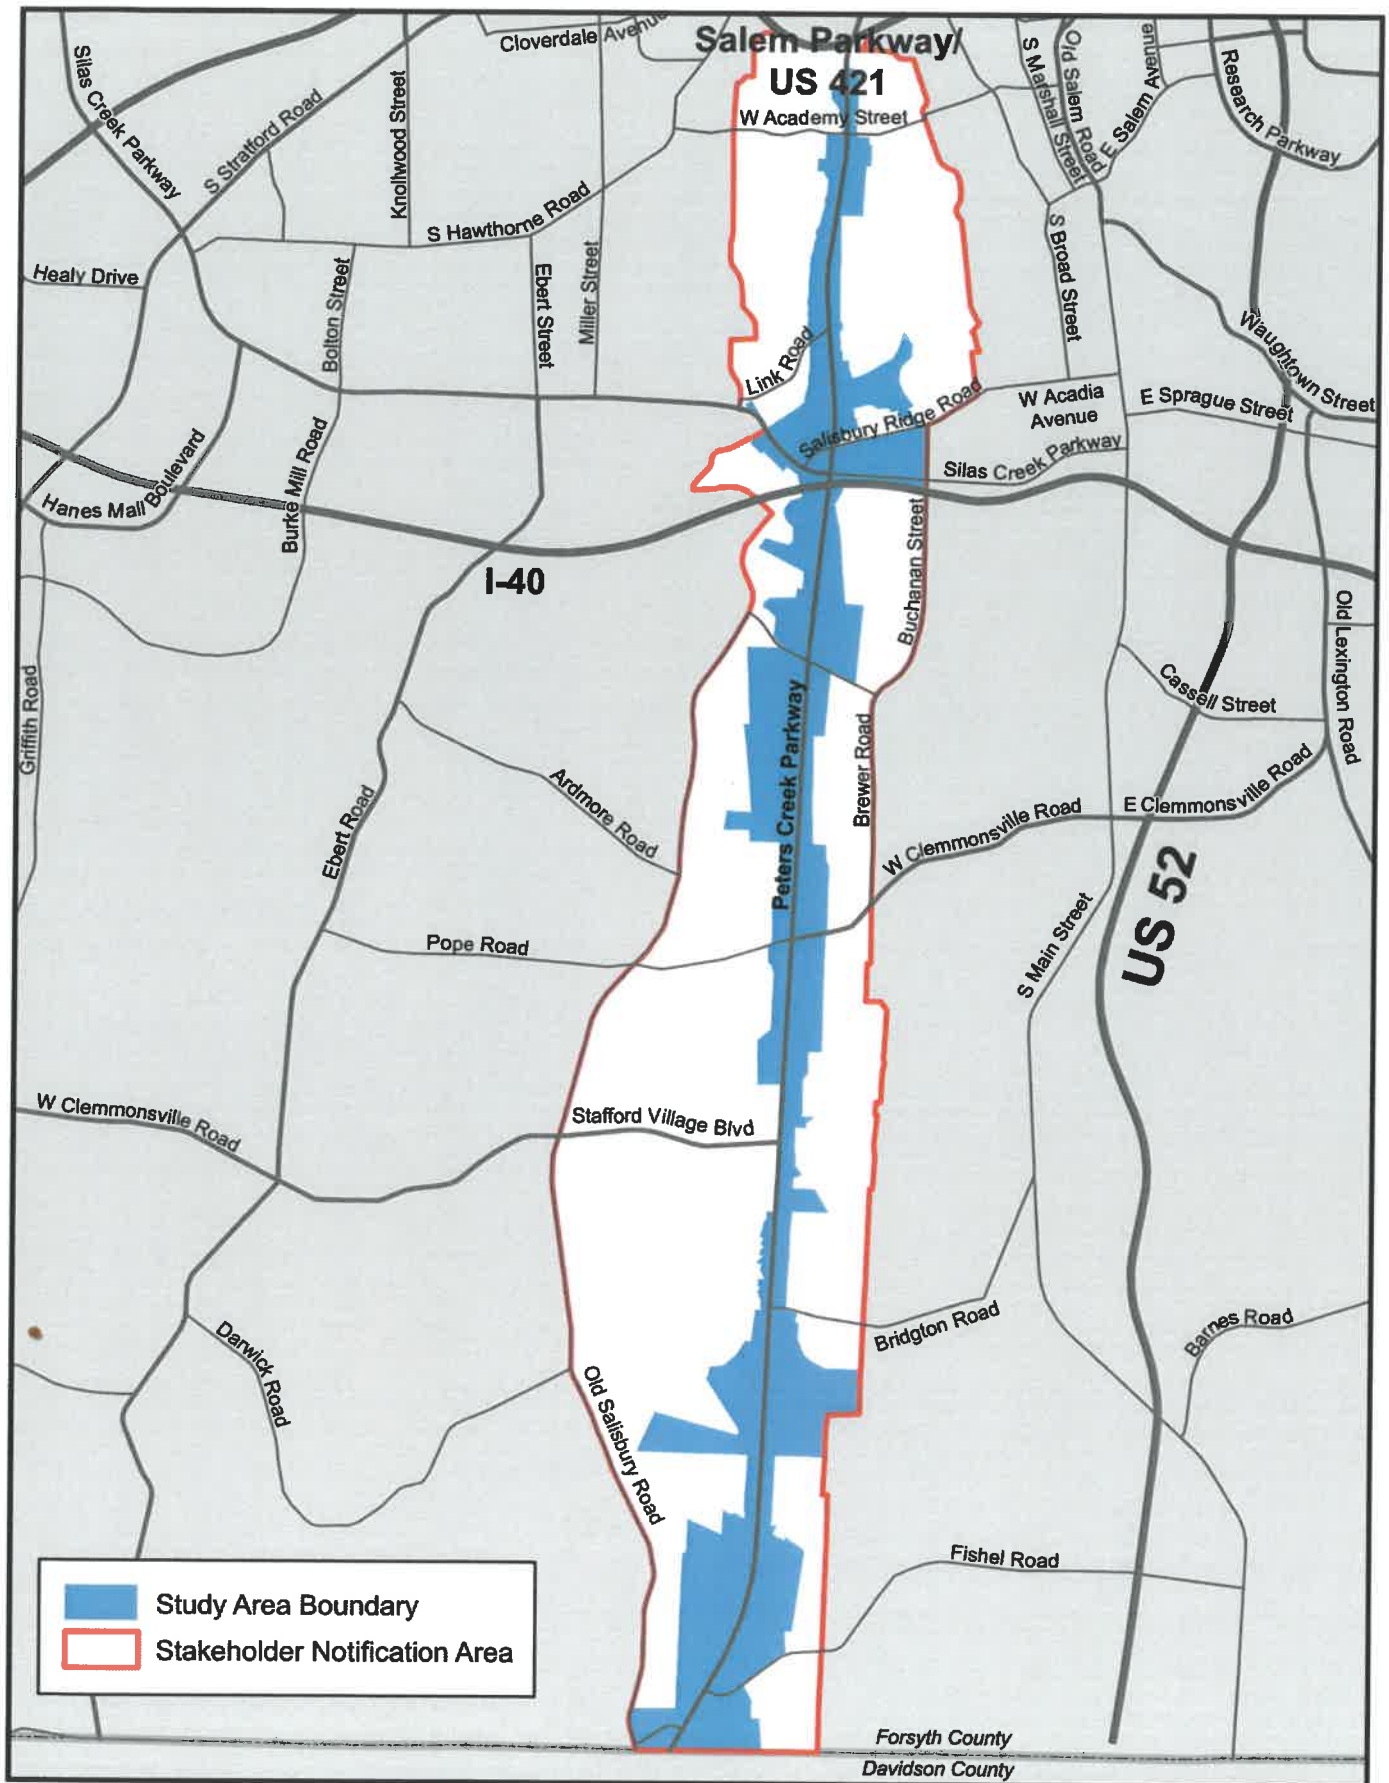 Cloverdale Avenue
Salem Parkway/
US 421
W Academy Street
Silas Creek Parkway
S Stratford Road
Knollwood Street
S Hawthorne Road
Healy Drive
Bolton Street
Ebert Street
Miller Street
S Marshall Street
Old Salem Road
E Salem Avenue
Research Parkway
S Broad Street
Waughtown Street
Link Road
Salisbury Ridge Road
W Acadia
Avenue
E Sprague Street
Silas Creek Parkway
Hanes Mall Boulevard
Burke Mill Road
I-40
Buchanan Street
Old Lexington Road
Cassell Street
Griffith Road
Peters Creek Parkway
Brewer Road
Ardmore Road
Ebert Road
W Clemmonsville Road
E Clemmonsville Road
US 52
S Main Street
Pope Road
W Clemmonsville Road
Stafford Village Blvd
Bridgton Road
Barnes Road
Darwick Road
Old Salisbury Road
Fishel Road
Study Area Boundary
Stakeholder Notification Area
Forsyth County
Davidson County